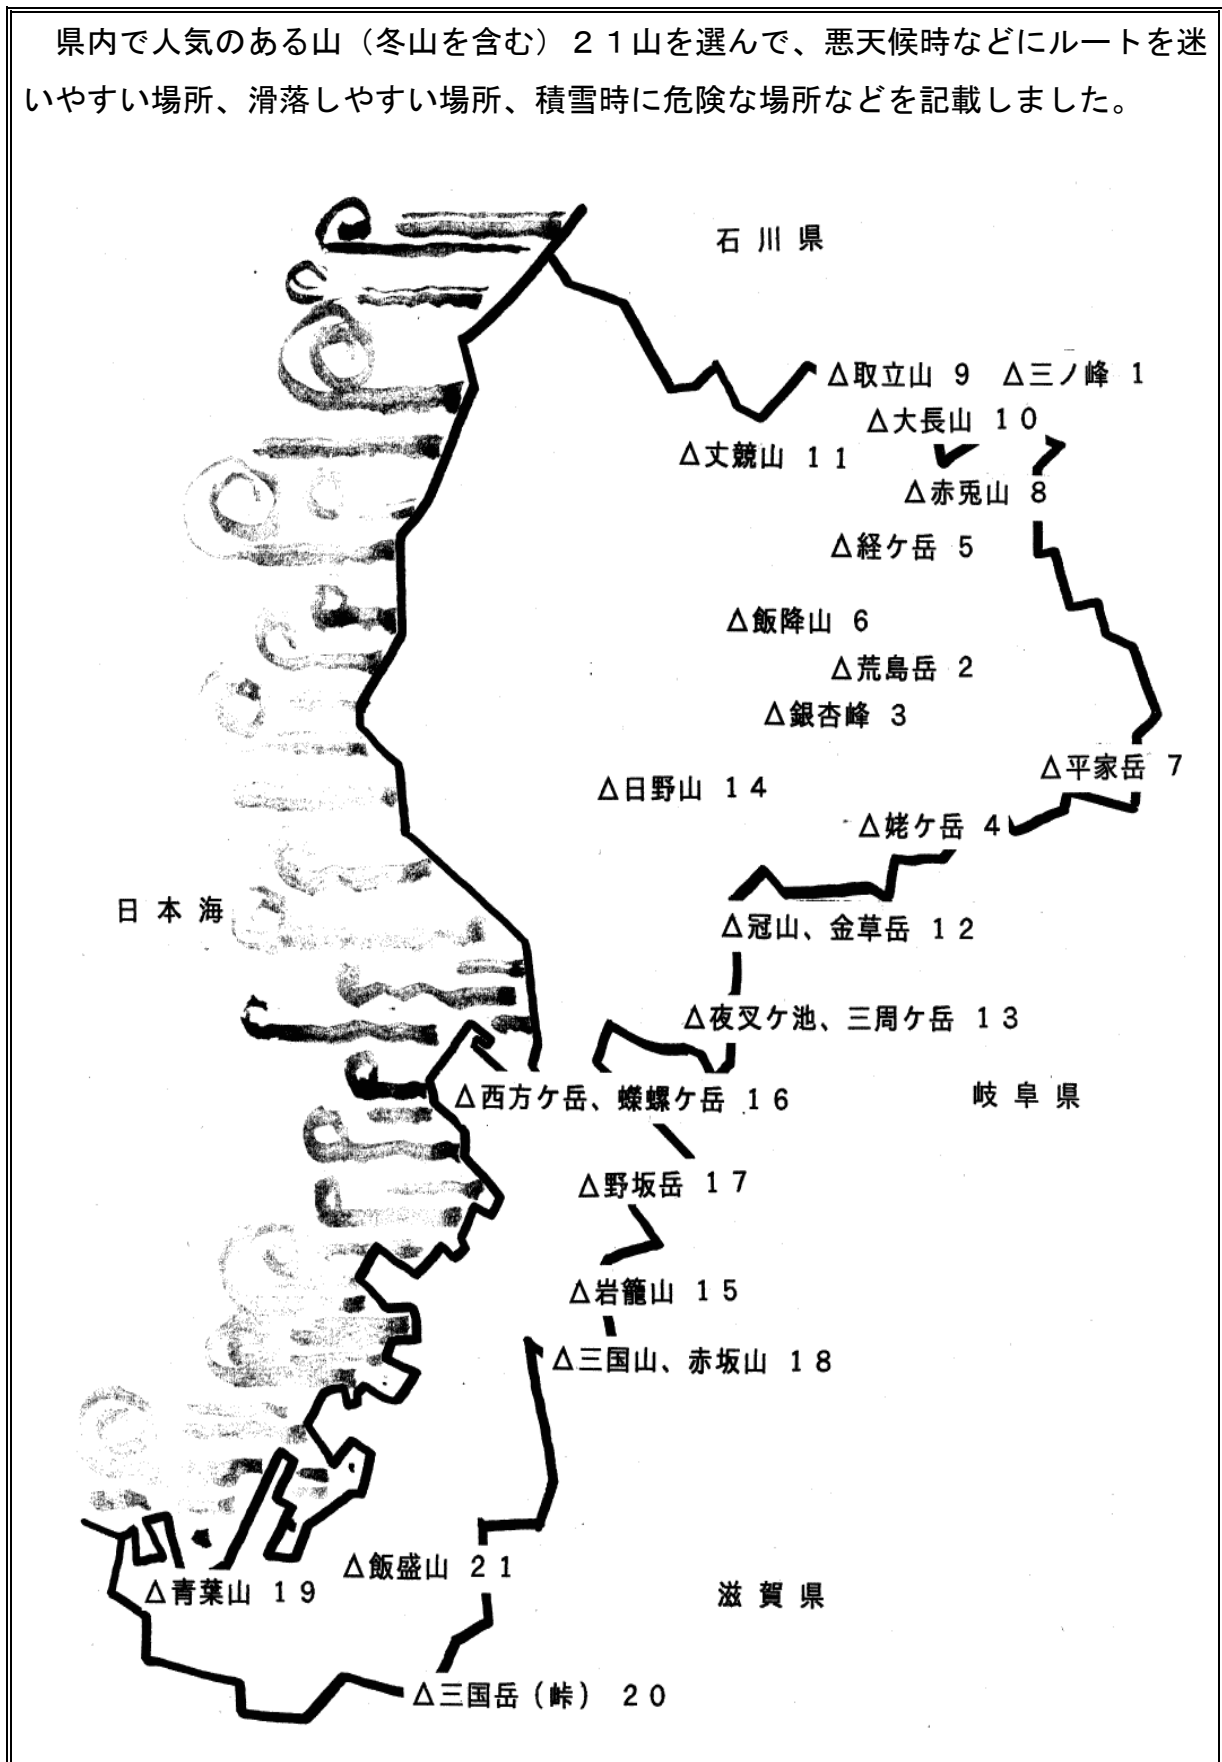 県内で人気のある山（冬山を含む）２１山を選んで、悪天候時などにルートを迷
いやすい場所、滑落しやすい場所、積雪時に危険な場所などを記載しました。
石川県
△取立山 9 △三ノ峰 1
△大長山 10
△丈競山 11
△赤兎山 8
△経ケ岳 5
△飯降山 6
△荒島岳 2
△銀杏峰 3
△平家岳 7
△日野山 14
△姥ケ岳 4
日本海
△冠山、金草岳 12
△夜叉ケ池、三周ケ岳 13
△西方ケ岳、蠑螺ケ岳 16
岐阜県
△野坂岳 17
△岩籠山 15
△三国山、赤坂山 18
△飯盛山 21
△青葉山 19
滋賀県
△三国岳（峠） 20